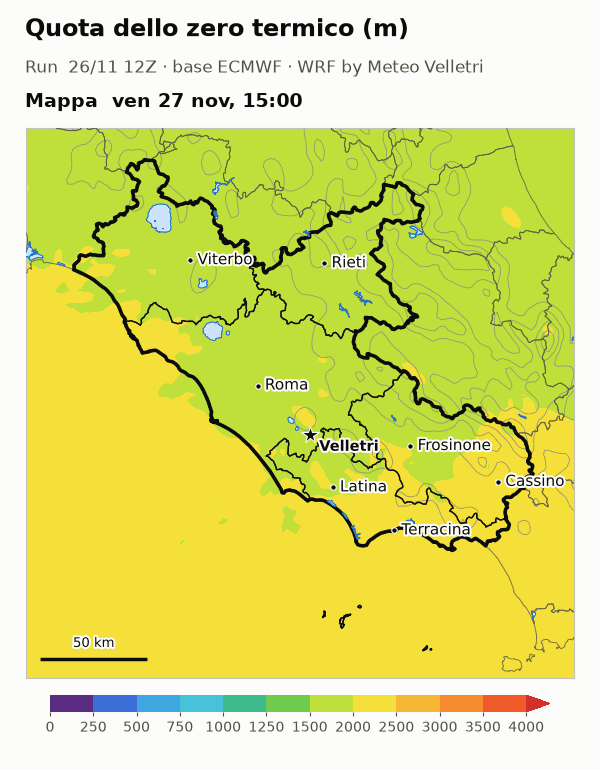 Quota dello zero termico (m)
Run  26/11 12Z · base ECMWF · WRF by Meteo Velletri
Mappa  ven 27 nov, 15:00
Viterbo
Rieti
Roma
Velletri
Frosinone
Latina
Cassino
Terracina
50 km
0 250 500 750 1000 1250 1500 2000 2500 3000 3500 4000